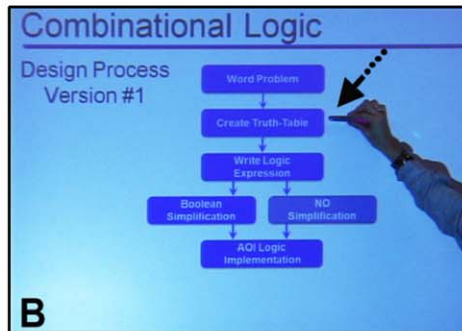 Combinational Logic
Design Process
Version #1
Word Problem
Create Truth-Table
Write Logic
Expression
Boolean
Simplification
NO
Simplification
AOI Logic
Implementation
B